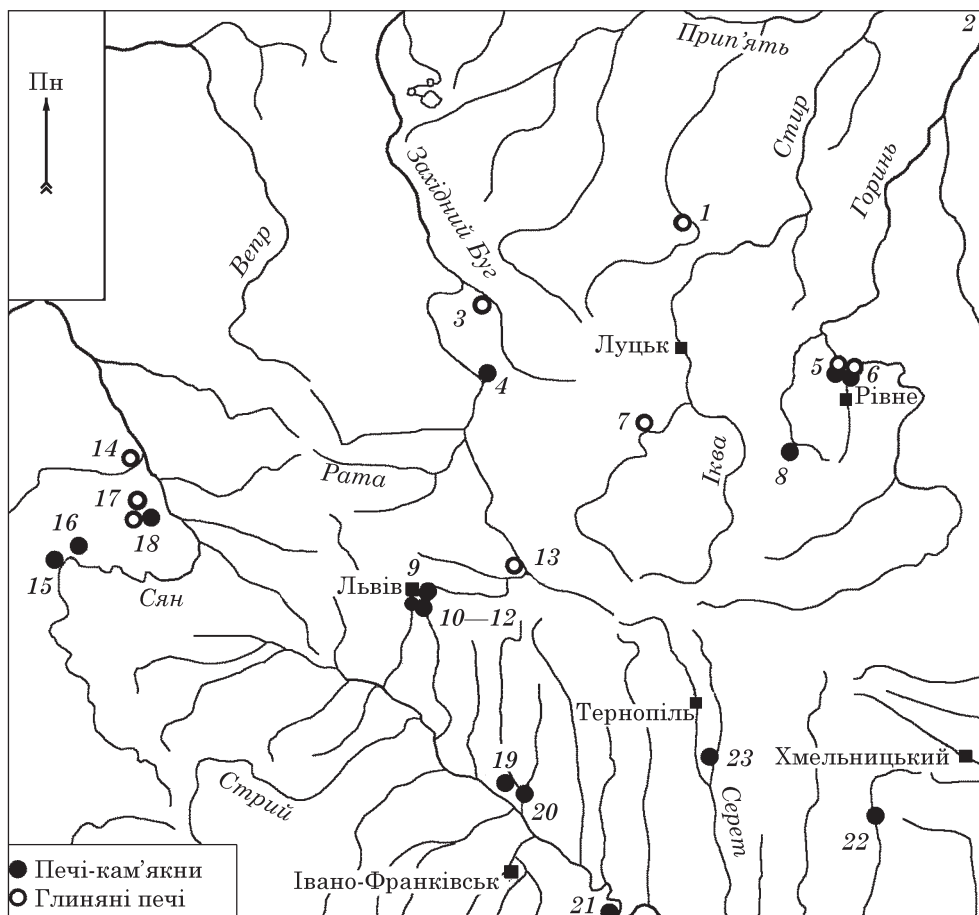 2
Прип'ять
Пн
Стир
Горинь
Західний Буг
Вепр
1
3
Луцьк
4
5
6
Рівне
7
8
Іква
14
Рата
17
16
18
15
Сян
13
9
Львів
10—12
Тернопіль
23
Хмельницький
19
20
Стрий
Серет
22
Печі-кам'якни
Глиняні печі
Івано-Франківськ
21